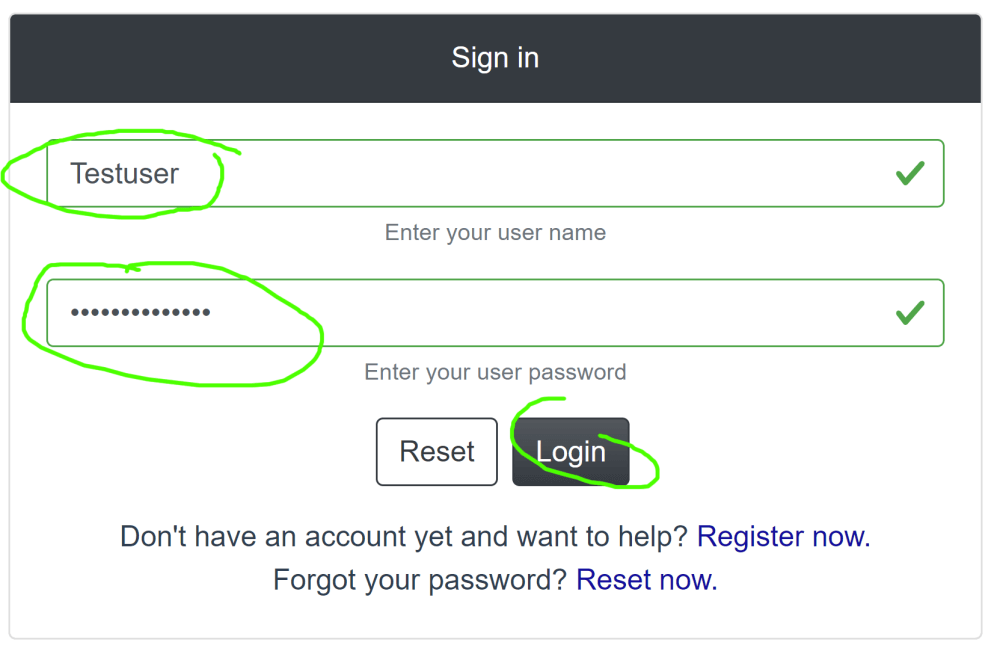 Sign in
Testuser
Enter your user name
••••••••••••••
Enter your user password
Reset Login
Don't have an account yet and want to help? Register now.
Forgot your password? Reset now.